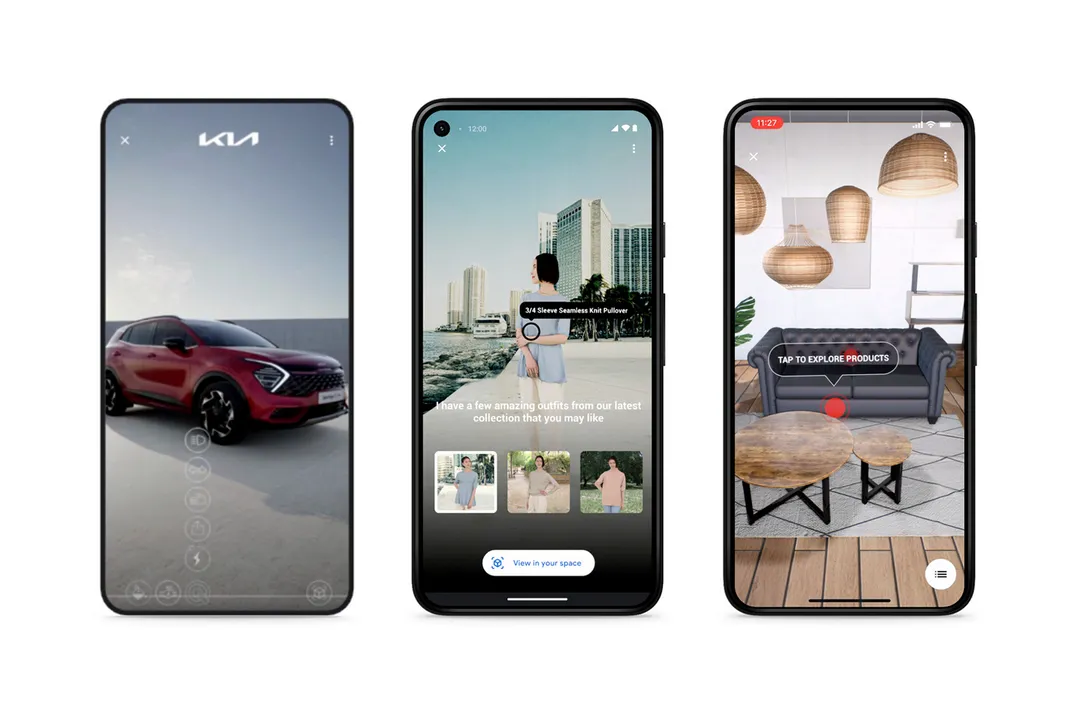 KIA
12:00
3/4 Sleeve Seamless Knit Pullover
I have a few amazing outfits from our latest
collection that you may like
View in your space
11:27
TAP TO EXPLORE PRODUCTS